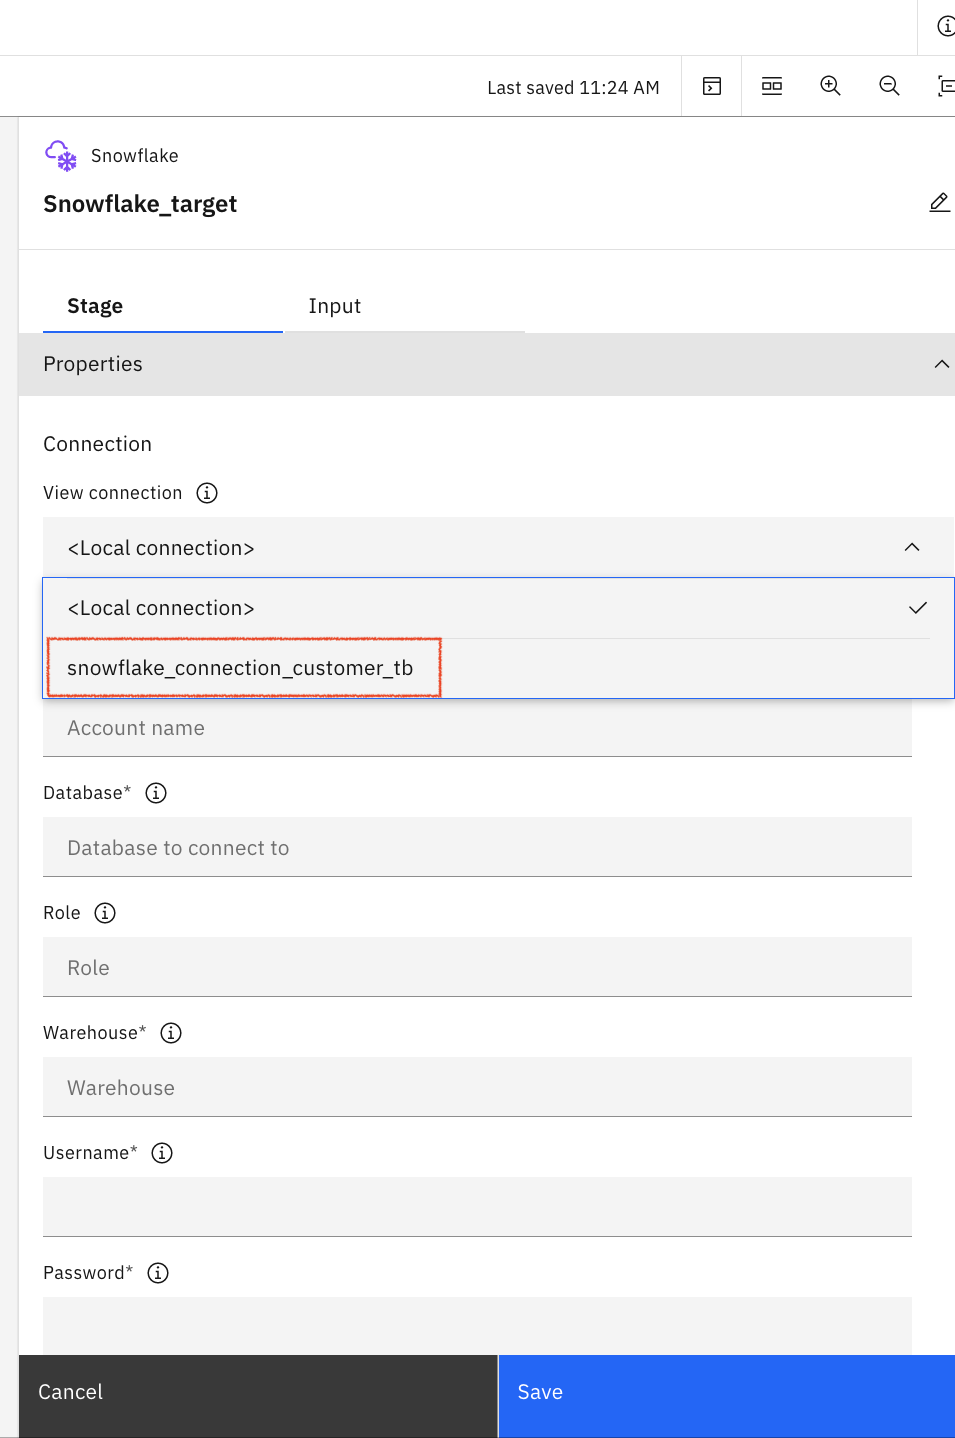 Last saved 11:24 AM
Snowflake
Snowflake_target
Stage Input
Properties
Connection
View connection
<Local connection>
<Local connection>
snowflake_connection_customer_tb
Account name
Database*
Database to connect to
Role
Role
Warehouse*
Warehouse
Username*
Password*
Cancel Save